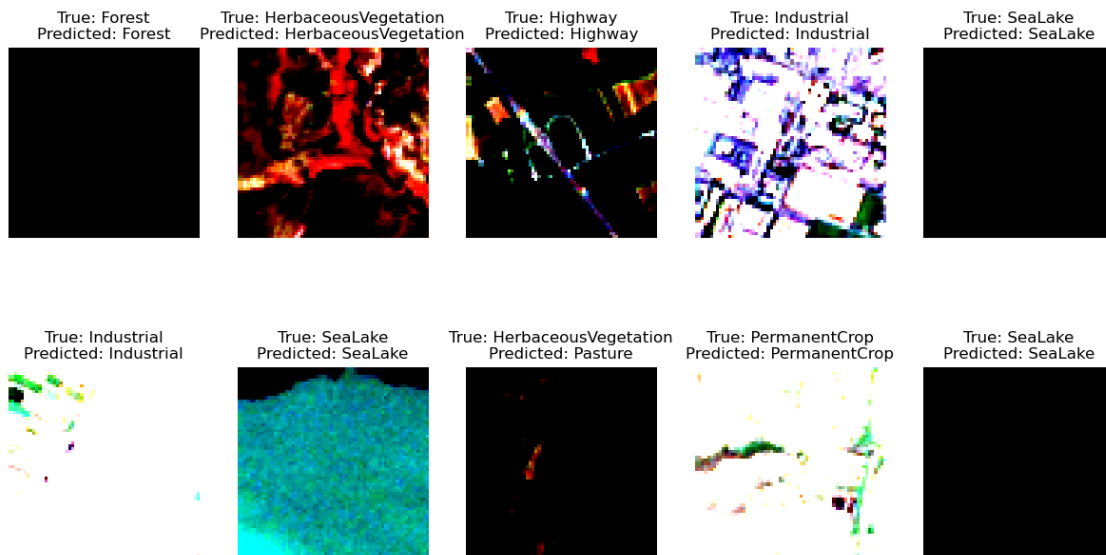 True: Forest
Predicted: Forest
True: HerbaceousVegetation
Predicted: HerbaceousVegetation
True: Highway
Predicted: Highway
True: Industrial
Predicted: Industrial
True: SeaLake
Predicted: SeaLake
True: Industrial
Predicted: Industrial
True: SeaLake
Predicted: SeaLake
True: HerbaceousVegetation
Predicted: Pasture
True: PermanentCrop
Predicted: PermanentCrop
True: SeaLake
Predicted: SeaLake